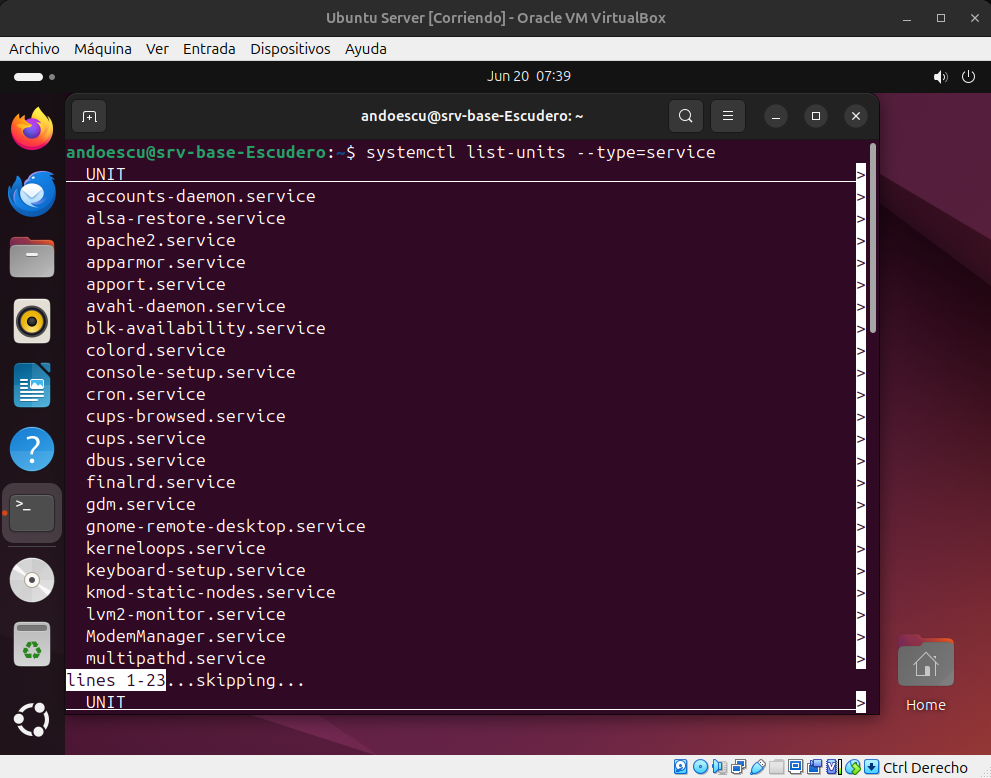 Ubuntu Server [Corriendo] - Oracle VM VirtualBox
Archivo Máquina Ver Entrada Dispositivos Ayuda
Jun 20 07:39
andoescu@srv-base-Escudero: ~
andoescu@srv-base-Escudero:~$ systemctl list-units --type=service
UNIT >
accounts-daemon.service >
alsa-restore.service >
apache2.service >
apparmor.service >
apport.service >
avahi-daemon.service >
blk-availability.service >
colord.service >
console-setup.service >
cron.service >
cups-browsed.service >
cups.service >
dbus.service >
finalrd.service >
gdm.service >
gnome-remote-desktop.service >
kerneloops.service >
keyboard-setup.service >
kmod-static-nodes.service >
lvm2-monitor.service >
ModemManager.service >
multipathd.service >
lines 1-23...skipping...
UNIT >
Home
Ctrl Derecho